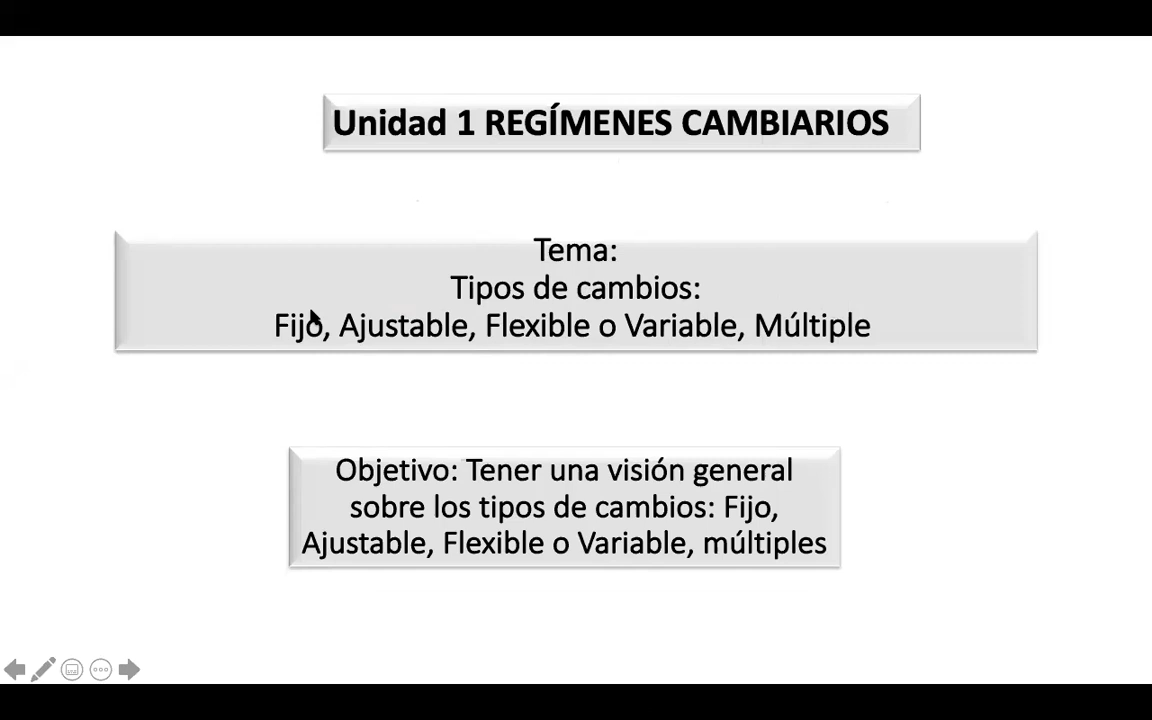 Unidad 1 REGÍMENES CAMBIARIOS
Tema:
Tipos de cambios:
Fijo, Ajustable, Flexible o Variable, Múltiple
Objetivo: Tener una visión general
sobre los tipos de cambios: Fijo,
Ajustable, Flexible o Variable, múltiples